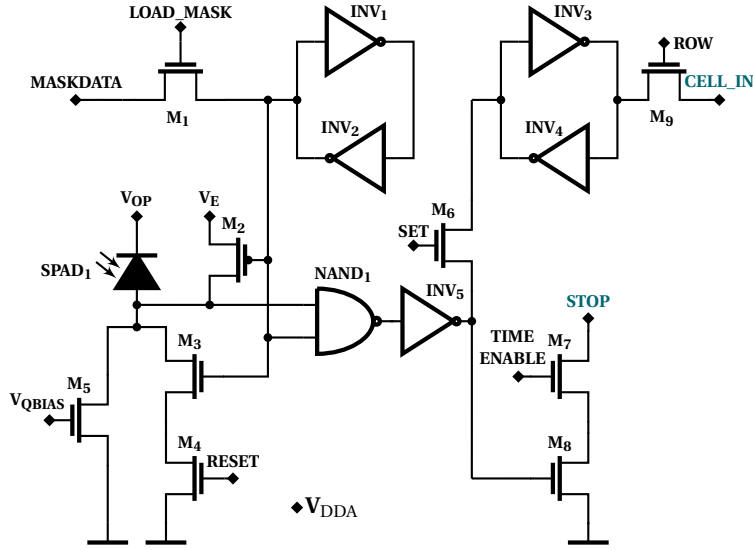 LOAD_MASK
INV1
INV3
ROW
MASKDATA
CELL_IN
M1
INV2
INV4
M9
VOP
VE
M2
M6
SET
SPAD1
NAND1
INV5
STOP
TIME
ENABLE
M7
M3
M5
VQBIAS
M4
RESET
M8
VDDA